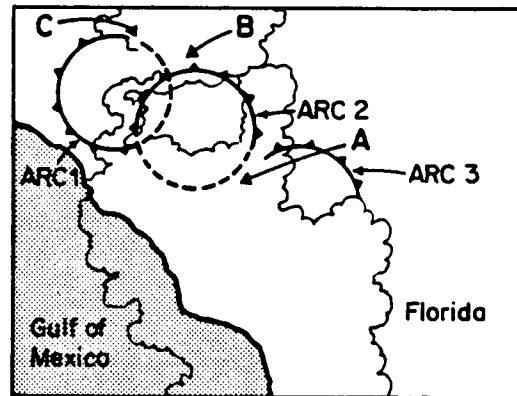 C
B
ARC 2
A
ARC 1
ARC 3
Florida
Gulf of
Mexico